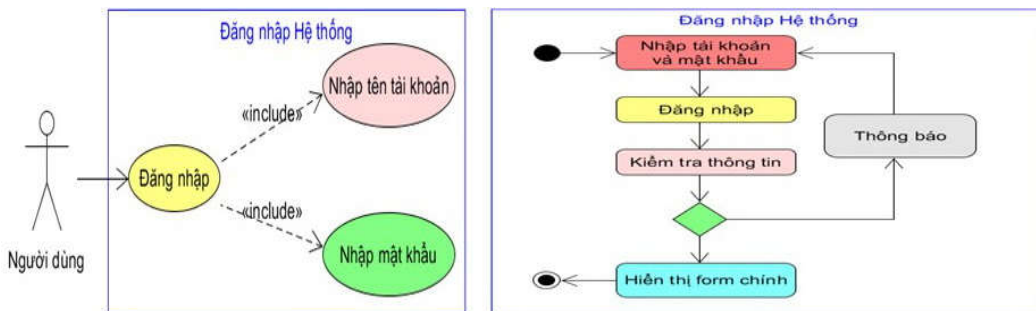 Đăng nhập Hệ thống
Nhập tên tài khoản
«include»
Đăng nhập
«include»
Nhập mật khẩu
Người dùng
Đăng nhập Hệ thống
Nhập tài khoản
và mật khẩu
Đăng nhập
Thông báo
Kiểm tra thông tin
Hiển thị form chính